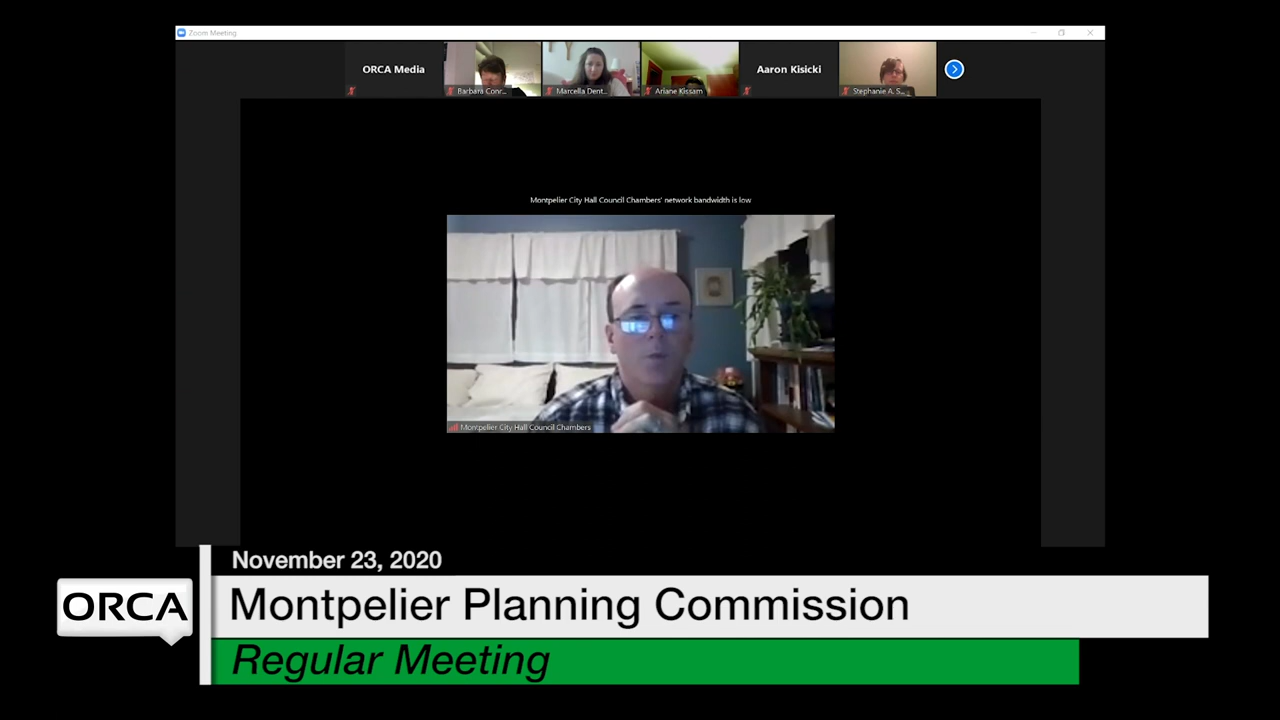 Zoom Meeting
ORCA Media
Barbara Conr...
Marcella Dent...
Ariane Kissam
Aaron Kisicki
Stephanie A. S...
Montpelier City Hall Council Chambers' network bandwidth is low
Montpelier City Hall Council Chambers
November 23, 2020
ORCA
Montpelier Planning Commission
Regular Meeting